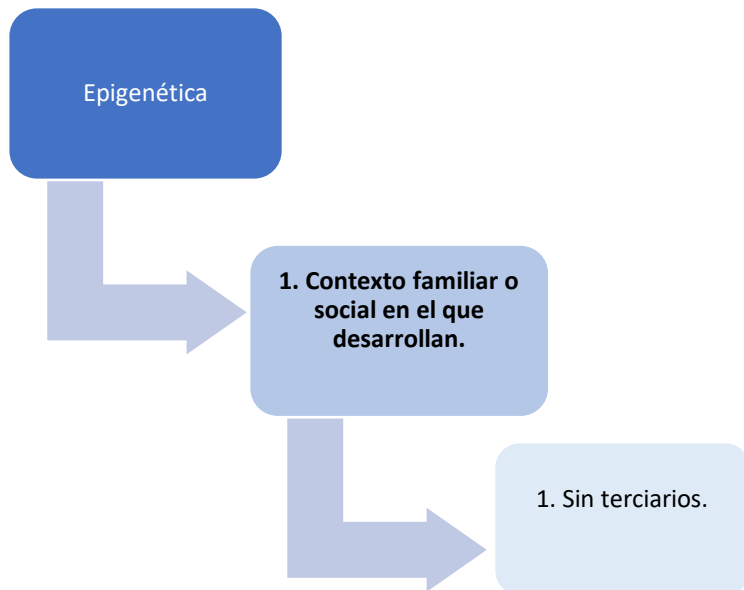 Epigenética
1. Contexto familiar o
social en el que
desarrollan.
1. Sin terciarios.